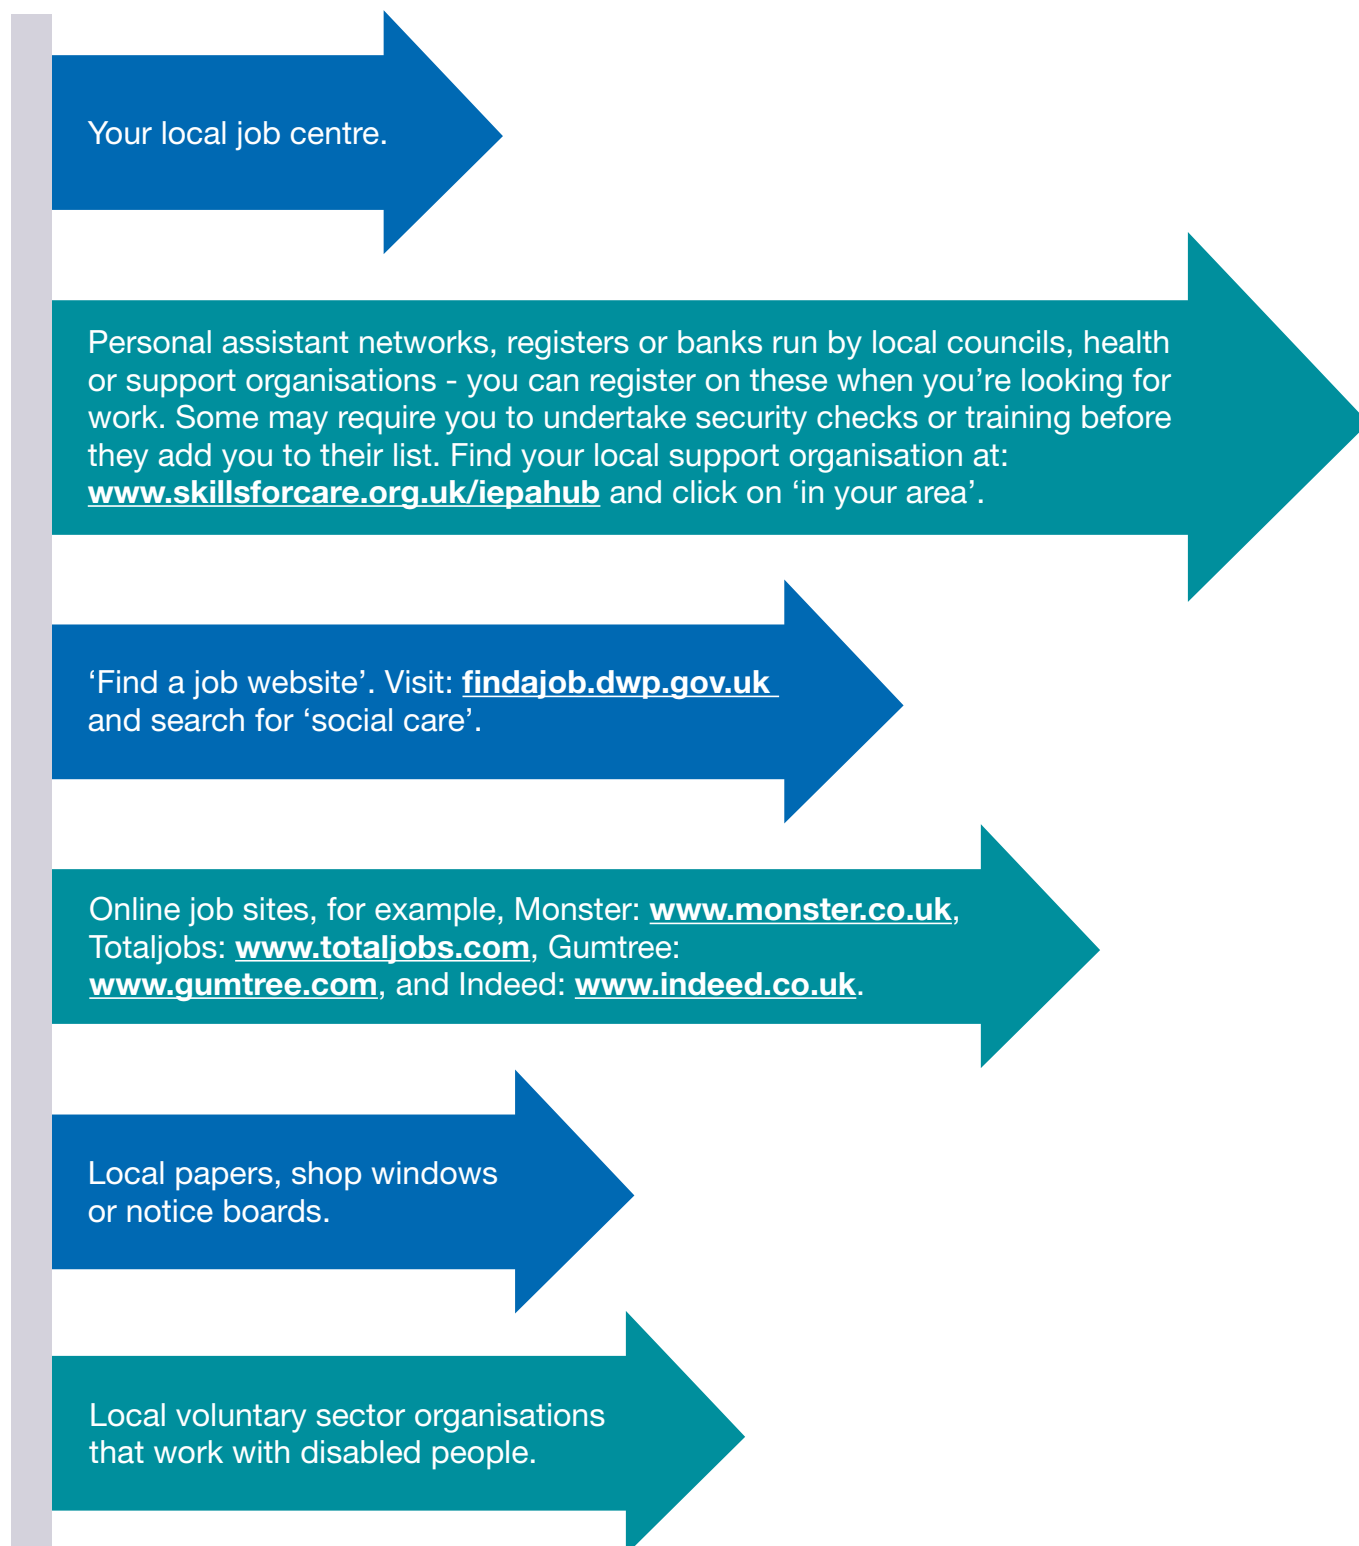 Your local job centre.
Personal assistant networks, registers or banks run by local councils, health
or support organisations - you can register on these when you’re looking for
work. Some may require you to undertake security checks or training before
they add you to their list. Find your local support organisation at:
www.skillsforcare.org.uk/iepahub and click on ‘in your area’.
‘Find a job website’. Visit: findajob.dwp.gov.uk
and search for ‘social care’.
Online job sites, for example, Monster: www.monster.co.uk,
Totaljobs: www.totaljobs.com, Gumtree:
www.gumtree.com, and Indeed: www.indeed.co.uk.
Local papers, shop windows
or notice boards.
Local voluntary sector organisations
that work with disabled people.